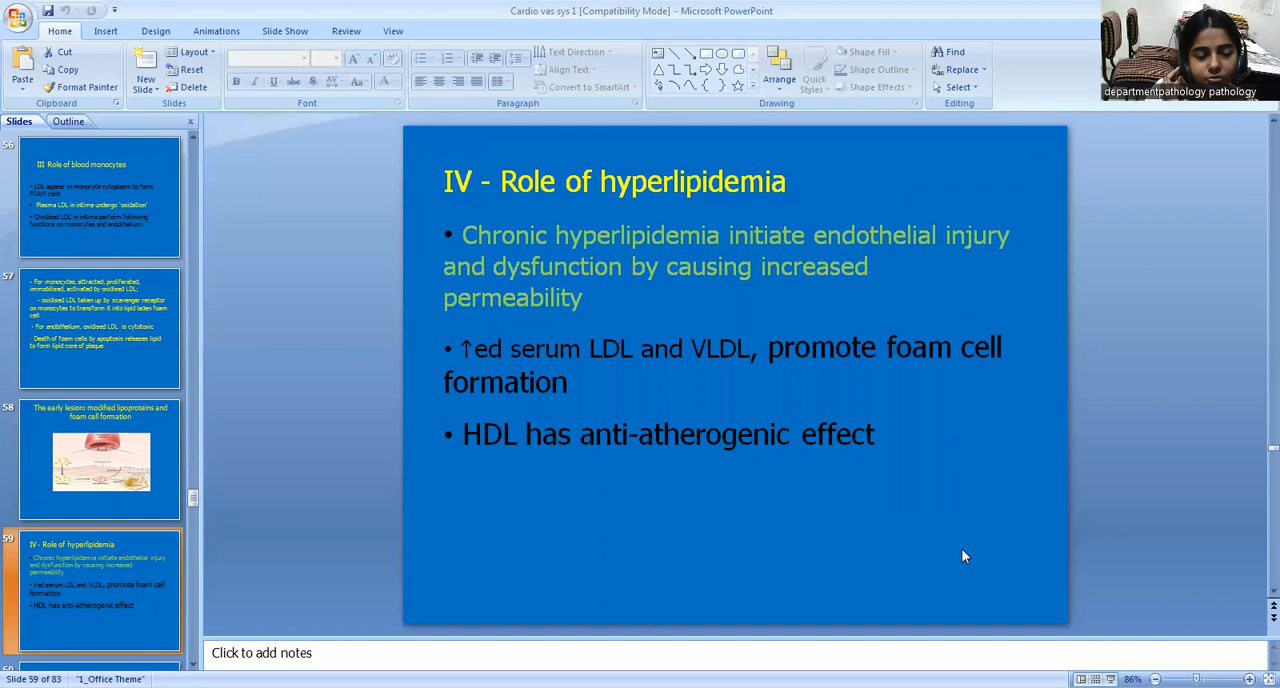 Cardio vas sys 1 [Compatibility Mode] - Microsoft PowerPoint
Home Insert Design Animations Slide Show Review View
Cut
Copy
Format Painter
Paste
Clipboard
New
Slide
Layout
Reset
Delete
Slides
B I U abc S AV Aa A
Font
Text Direction
Align Text
Convert to SmartArt
Paragraph
Arrange
Quick
Styles
Shape Fill
Shape Outline
Shape Effects
Drawing
Find
Replace
Select
Editing
departmentpathology pathology
Slides Outline
56
III Role of blood monocytes
• LDL appear in monocyte cytoplasm to form
FOAM cells
• Plasma LDL in intima undergo 'oxidation'
• 'Oxidised LDL' in intima perform following
functions on monocytes and endothelium:
57
- For monocytes, attracted, proliferated,
immobilised, activated by oxidised LDL;
- oxidised LDL taken up by scavenger receptor
on monocytes to transform it into lipid laden foam
cell
- For endothelium, oxidised LDL is cytotoxic
Death of foam cells by apoptosis releases lipid
to form lipid core of plaque
58
The early lesion: modified lipoproteins and
foam cell formation
59
IV - Role of hyperlipidemia
• Chronic hyperlipidemia initiate endothelial injury
and dysfunction by causing increased
permeability
• ↑ed serum LDL and VLDL, promote foam cell
formation
• HDL has anti-atherogenic effect
60
IV - Role of hyperlipidemia
• Chronic hyperlipidemia initiate endothelial injury
and dysfunction by causing increased
permeability
• ↑ed serum LDL and VLDL, promote foam cell
formation
• HDL has anti-atherogenic effect
Click to add notes
Slide 59 of 83 "1_Office Theme" 86%